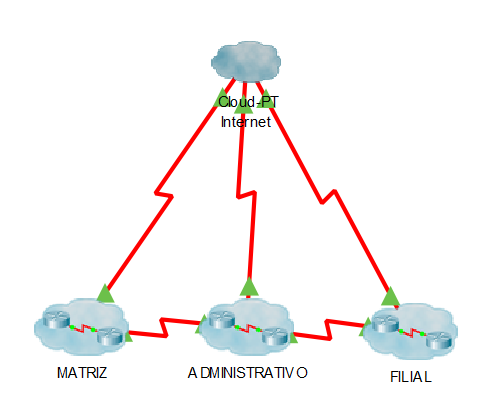 Cloud-PT
Internet
MATRIZ
ADMINISTRATIVO
FILIAL